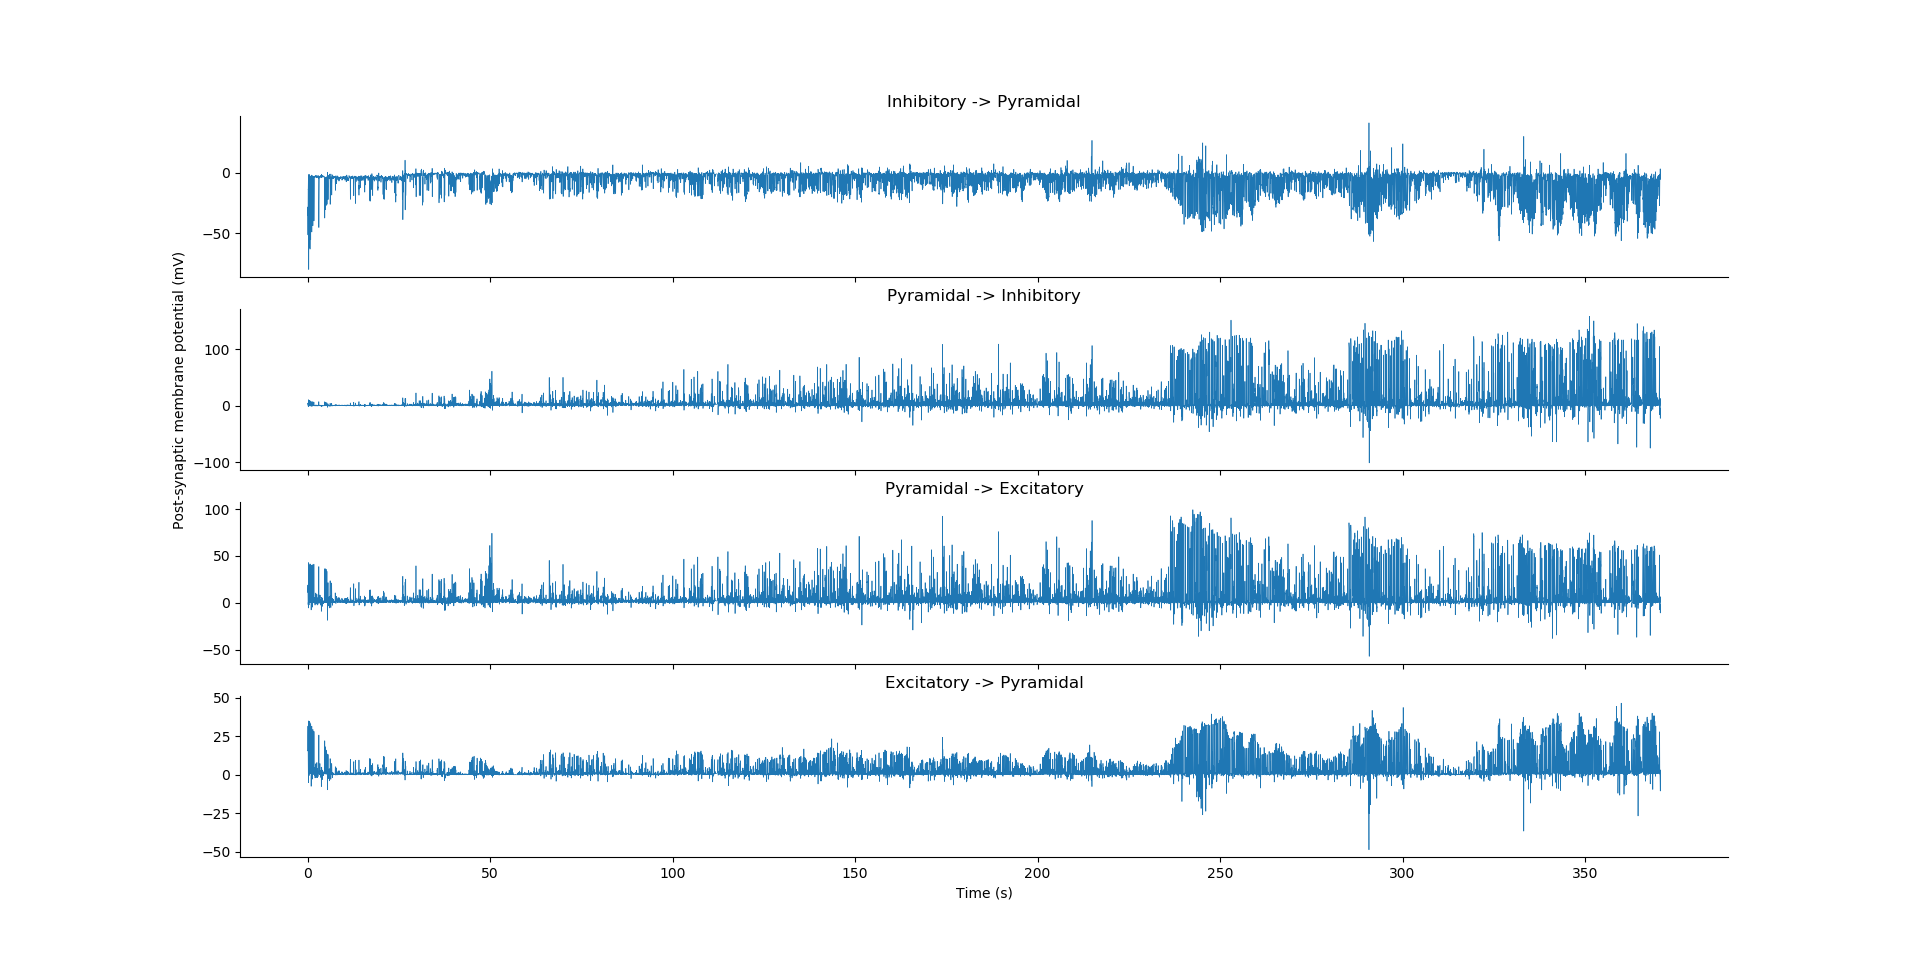 Inhibitory -> Pyramidal
0
−50
Pyramidal -> Inhibitory
100
0
−100
Pyramidal -> Excitatory
100
50
0
−50
Excitatory -> Pyramidal
50
25
0
−25
−50
0 50 100 150 200 250 300 350
Time (s)
Post-synaptic membrane potential (mV)